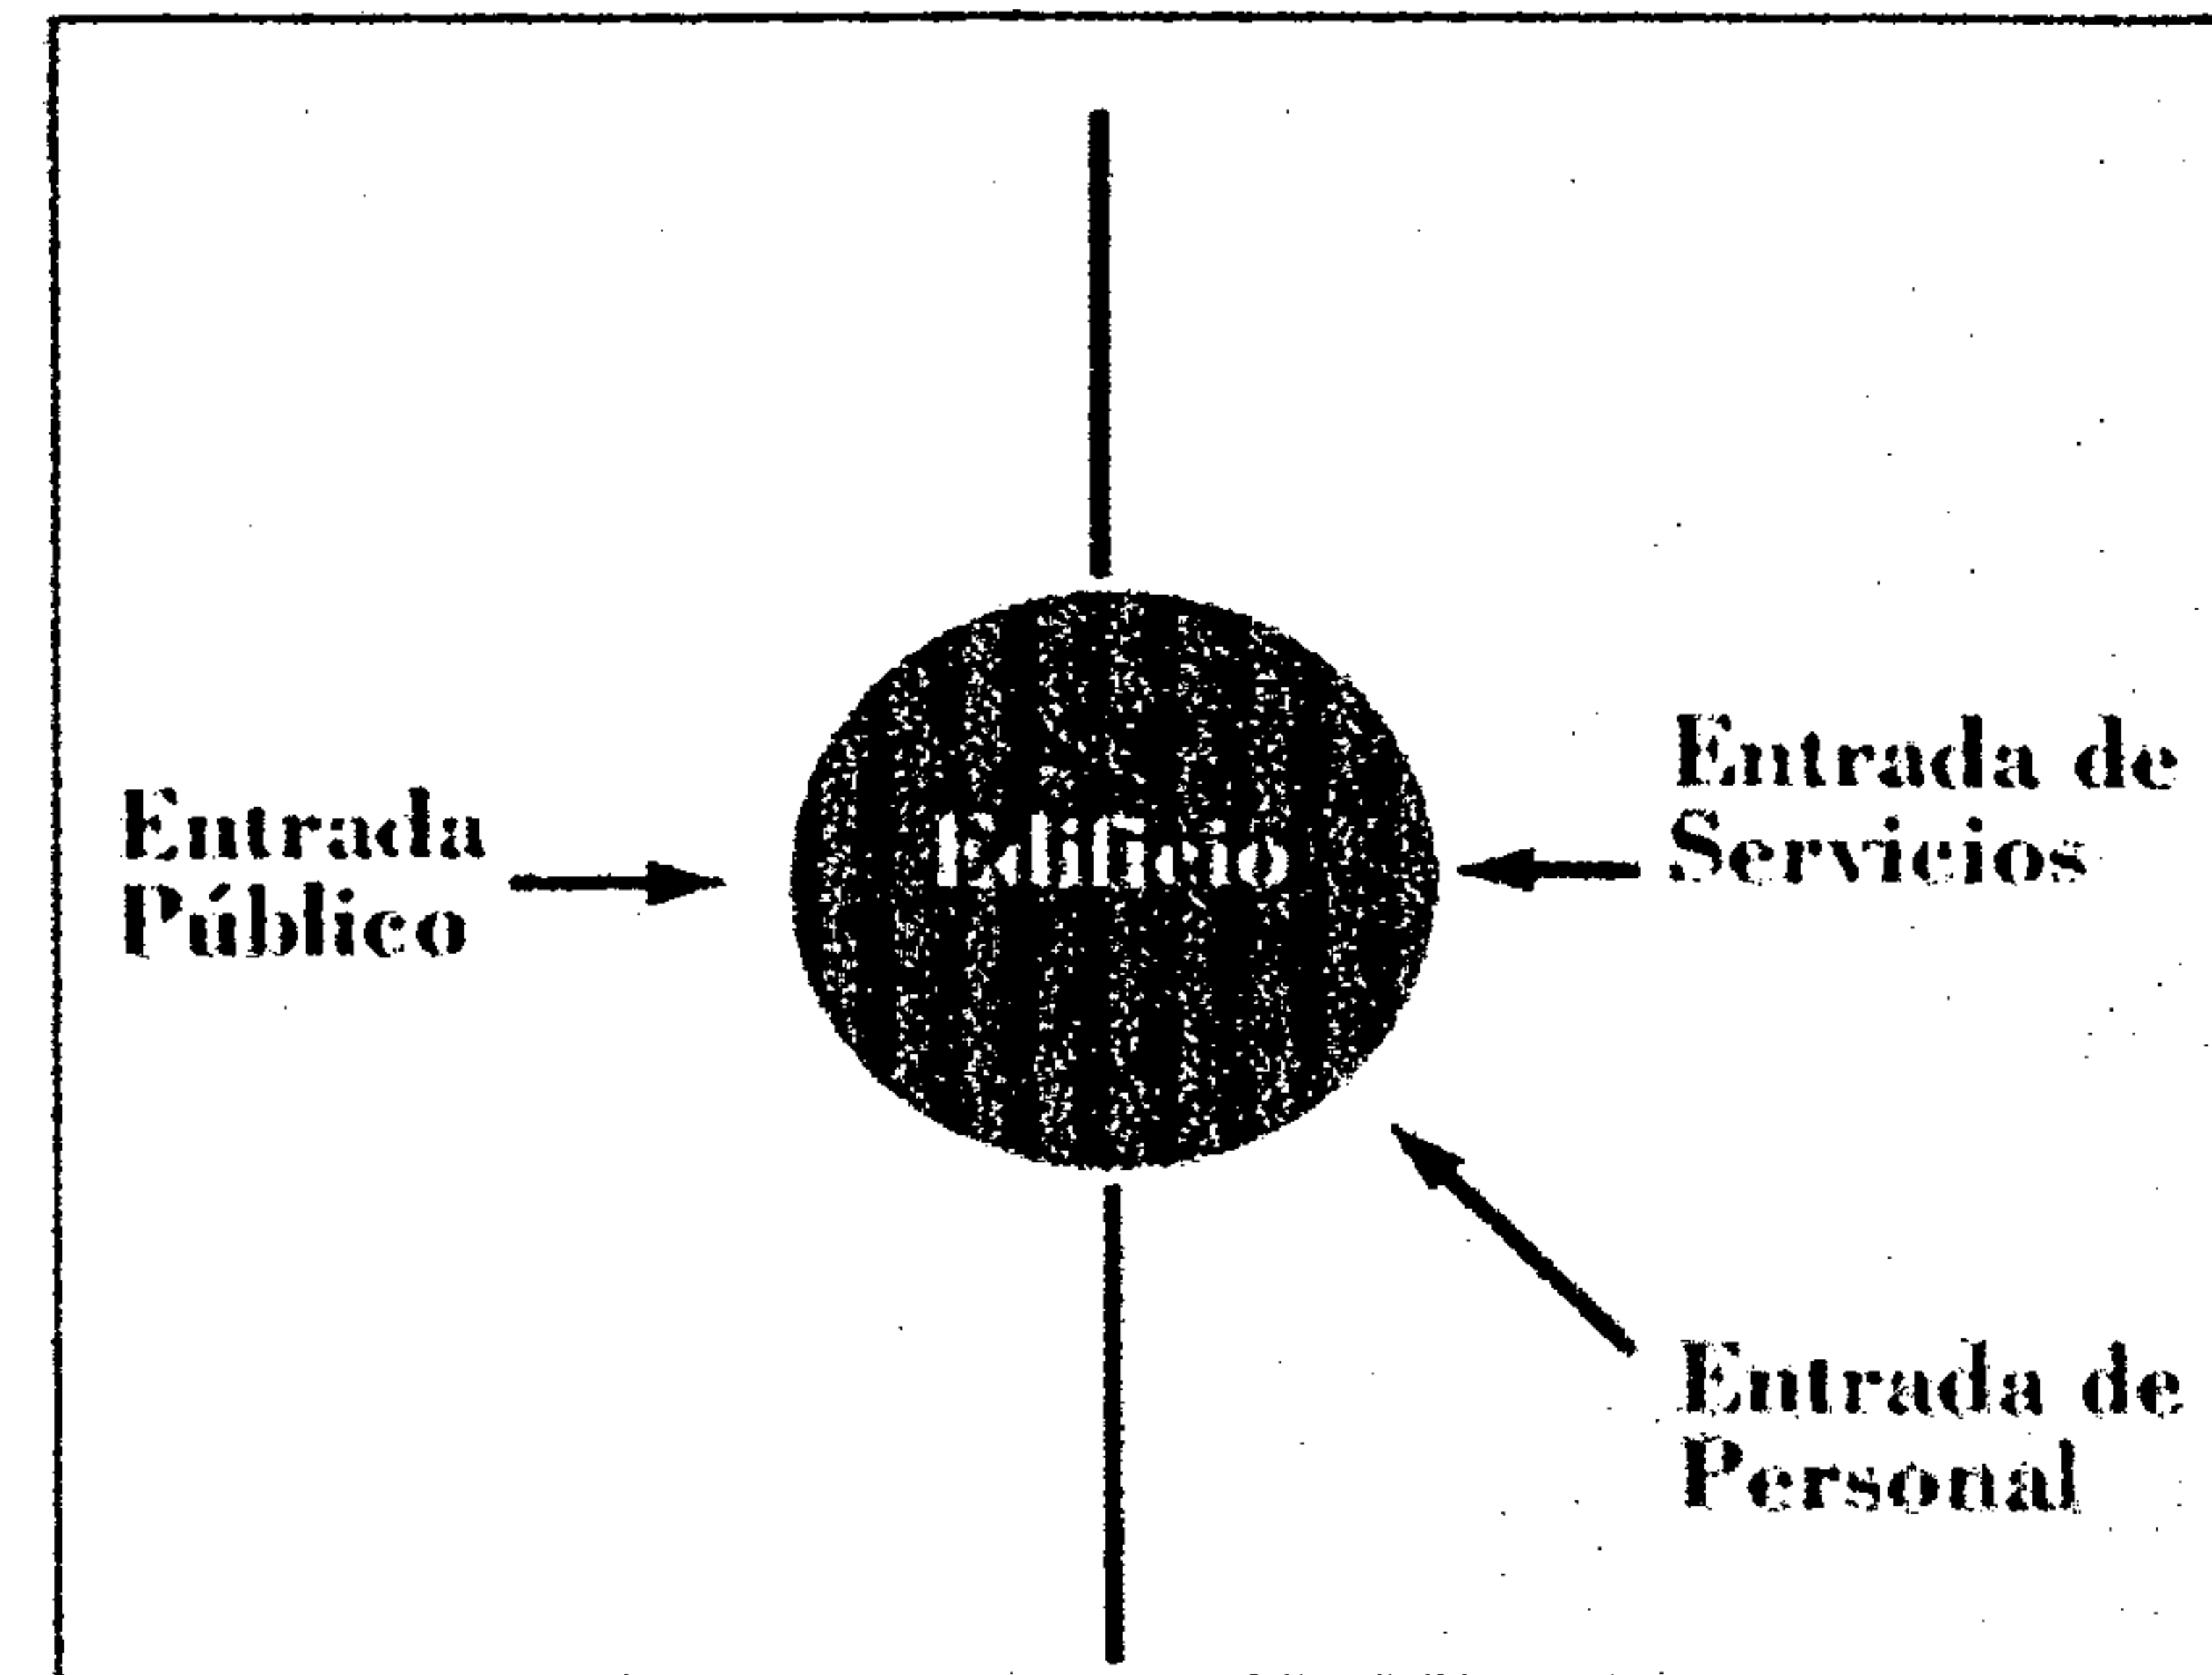 Entrada
Público
Edificio
Entrada de
Servicios
Entrada de
Personal